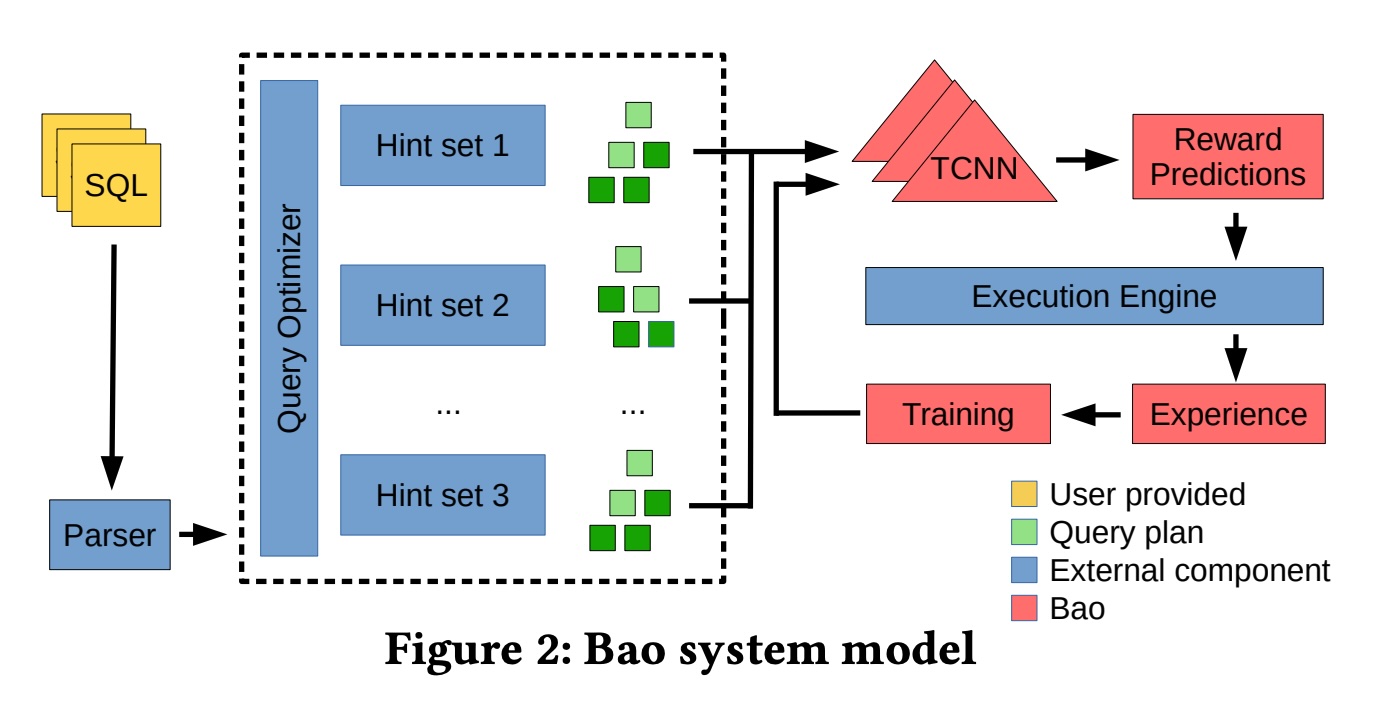 SQL
Parser
Query Optimizer
Hint set 1
Hint set 2
...
...
Hint set 3
TCNN
Reward
Predictions
Execution Engine
Training
Experience
User provided
Query plan
External component
Bao
Figure 2: Bao system model